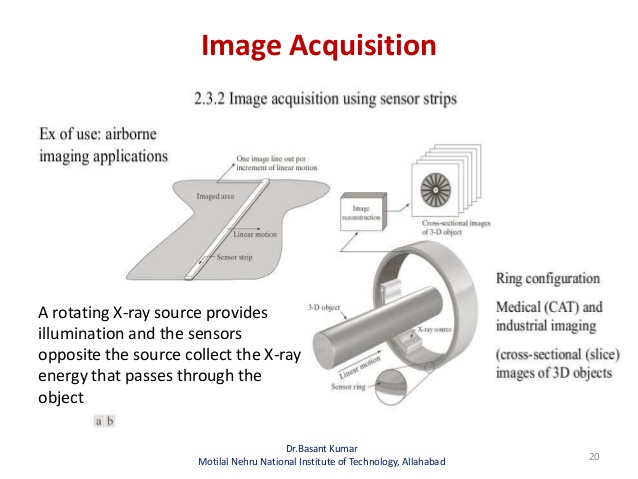 Image Acquisition
2.3.2 Image acquisition using sensor strips
Ex of use: airborne
imaging applications
One image line out per
increment of linear motion
Imaged area
Linear motion
Sensor strip
Image
reconstruction
Cross-sectional images
of 3-D object
A rotating X-ray source provides
illumination and the sensors
opposite the source collect the X-ray
energy that passes through the
object
3-D object
X-ray source
Linear
motion
Sensor ring
Ring configuration
Medical (CAT) and
industrial imaging
(cross-sectional (slice)
images of 3D objects
a b
Dr.Basant Kumar
Motilal Nehru National Institute of Technology, Allahabad
20